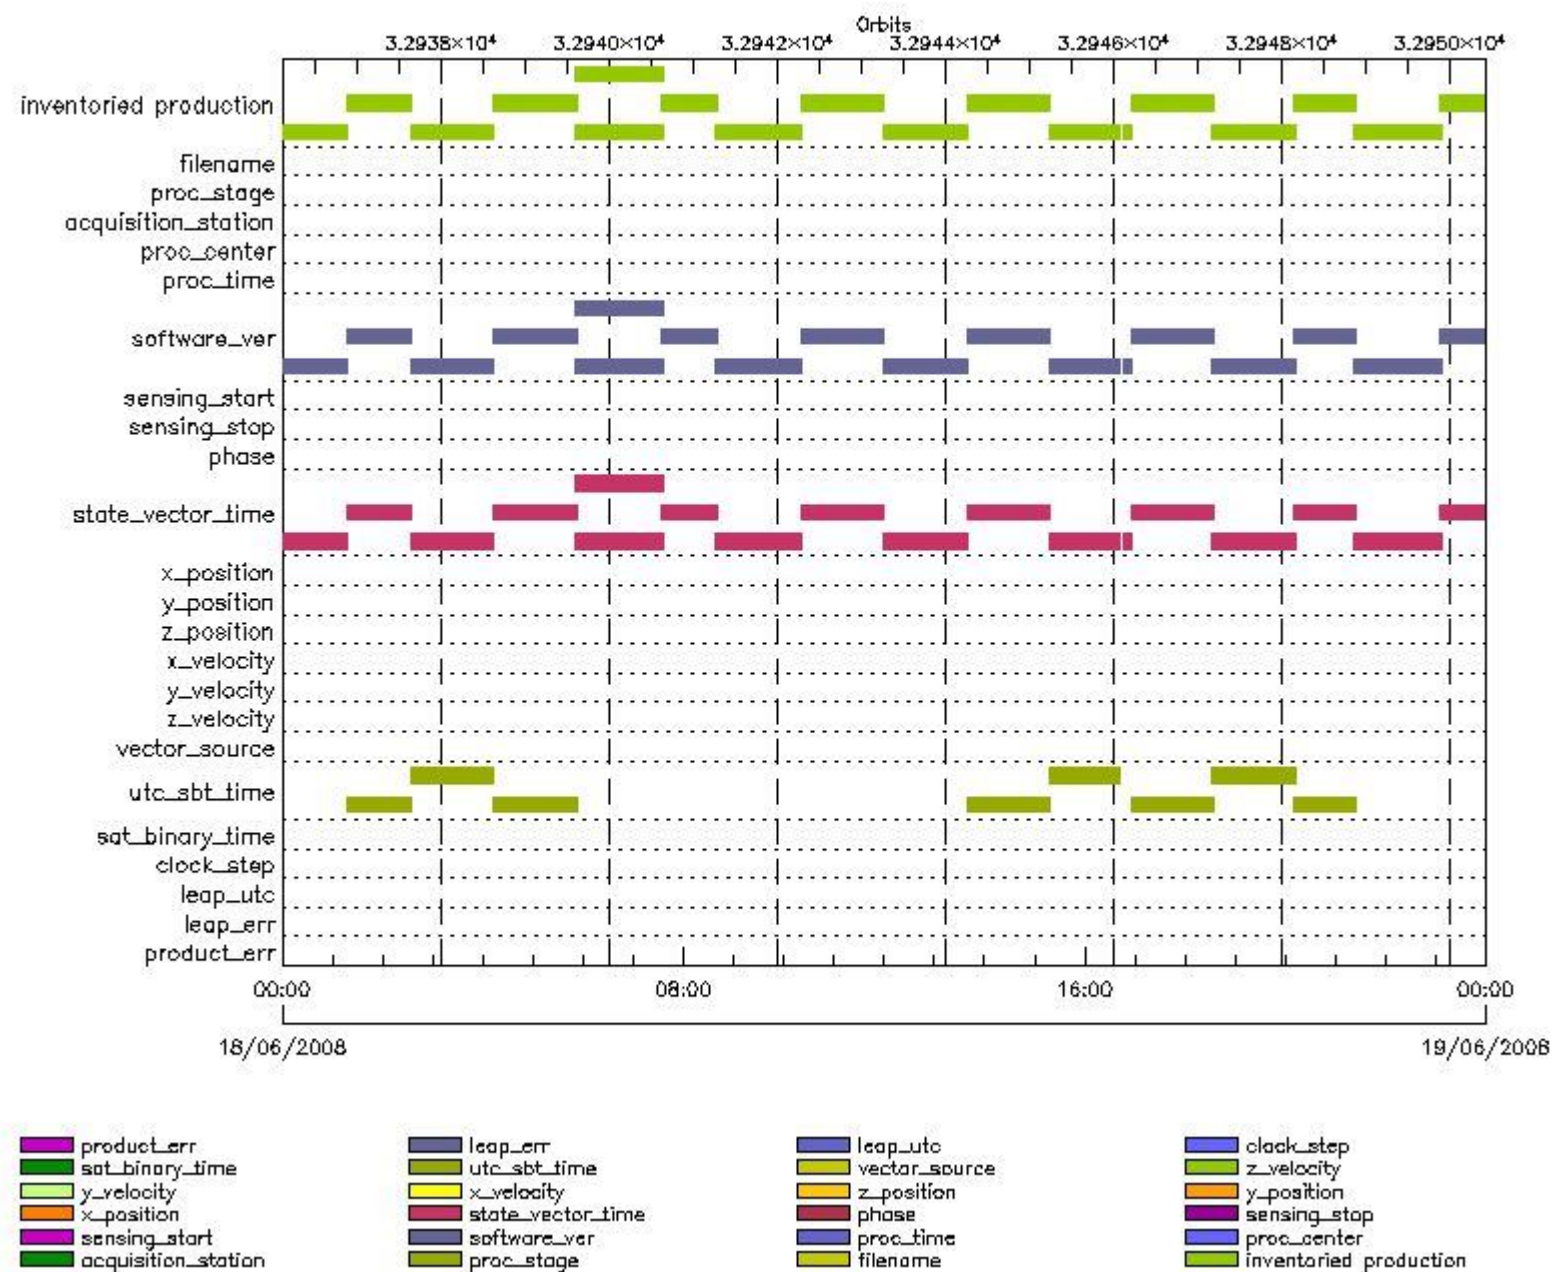 Orbits
3.2938×10⁴ 3.2940×10⁴ 3.2942×10⁴ 3.2944×10⁴ 3.2946×10⁴ 3.2948×10⁴ 3.2950×10⁴
inventoried production
filename
proc_stage
acquisition_station
proc_center
proc_time
software_ver
sensing_start
sensing_stop
phase
state_vector_time
x_position
y_position
z_position
x_velocity
y_velocity
z_velocity
vector_source
utc_sbt_time
sat_binary_time
clock_step
leap_utc
leap_err
product_err
00:00 08:00 16:00 00:00
18/06/2008 19/06/2008
product_err leap_err leap_utc clock_step
sat_binary_time utc_sbt_time vector_source z_velocity
y_velocity x_velocity z_position y_position
x_position state_vector_time phase sensing_stop
sensing_start software_ver proc_time proc_center
acquisition_station proc_stage filename inventoried production